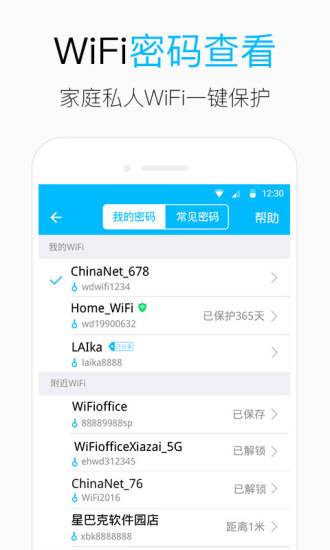 WiFi密码查看
家庭私人WiFi一键保护
12:30
我的密码 常见密码 帮助
我的WiFi
ChinaNet_678
wdwifi1234
Home_WiFi 已保护365天
wd19900632
LAIka 已分享
laika8888
附近WiFi
WiFioffice 已保存
88889988sp
WiFiofficeXiazai_5G 已解锁
ehwd312345
ChinaNet_76 已解锁
WiFi2016
星巴克软件园店 距离1米
xbk8888888